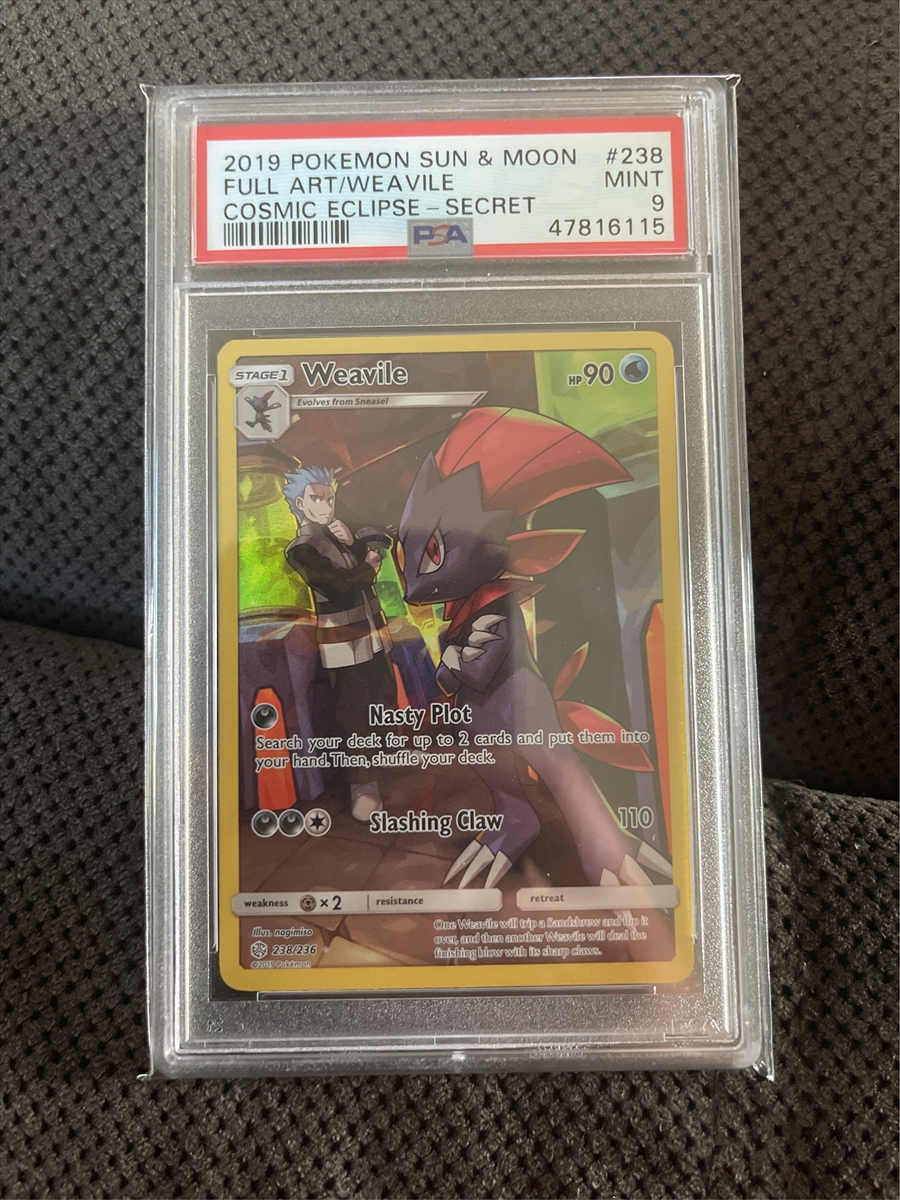 2019 POKEMON SUN & MOON #238
FULL ART/WEAVILE MINT
COSMIC ECLIPSE – SECRET 9
PSA 47816115
STAGE 1 Weavile HP 90
Evolves from Sneasel
Nasty Plot
Search your deck for up to 2 cards and put them into
your hand. Then, shuffle your deck.
Slashing Claw 110
weakness ×2 resistance retreat
Illus. nagimiso
238/236
©2019 Pokémon
One Weavile will trip a Sandshrew and flip it
over, and then another Weavile will deal the
finishing blow with its sharp claws.